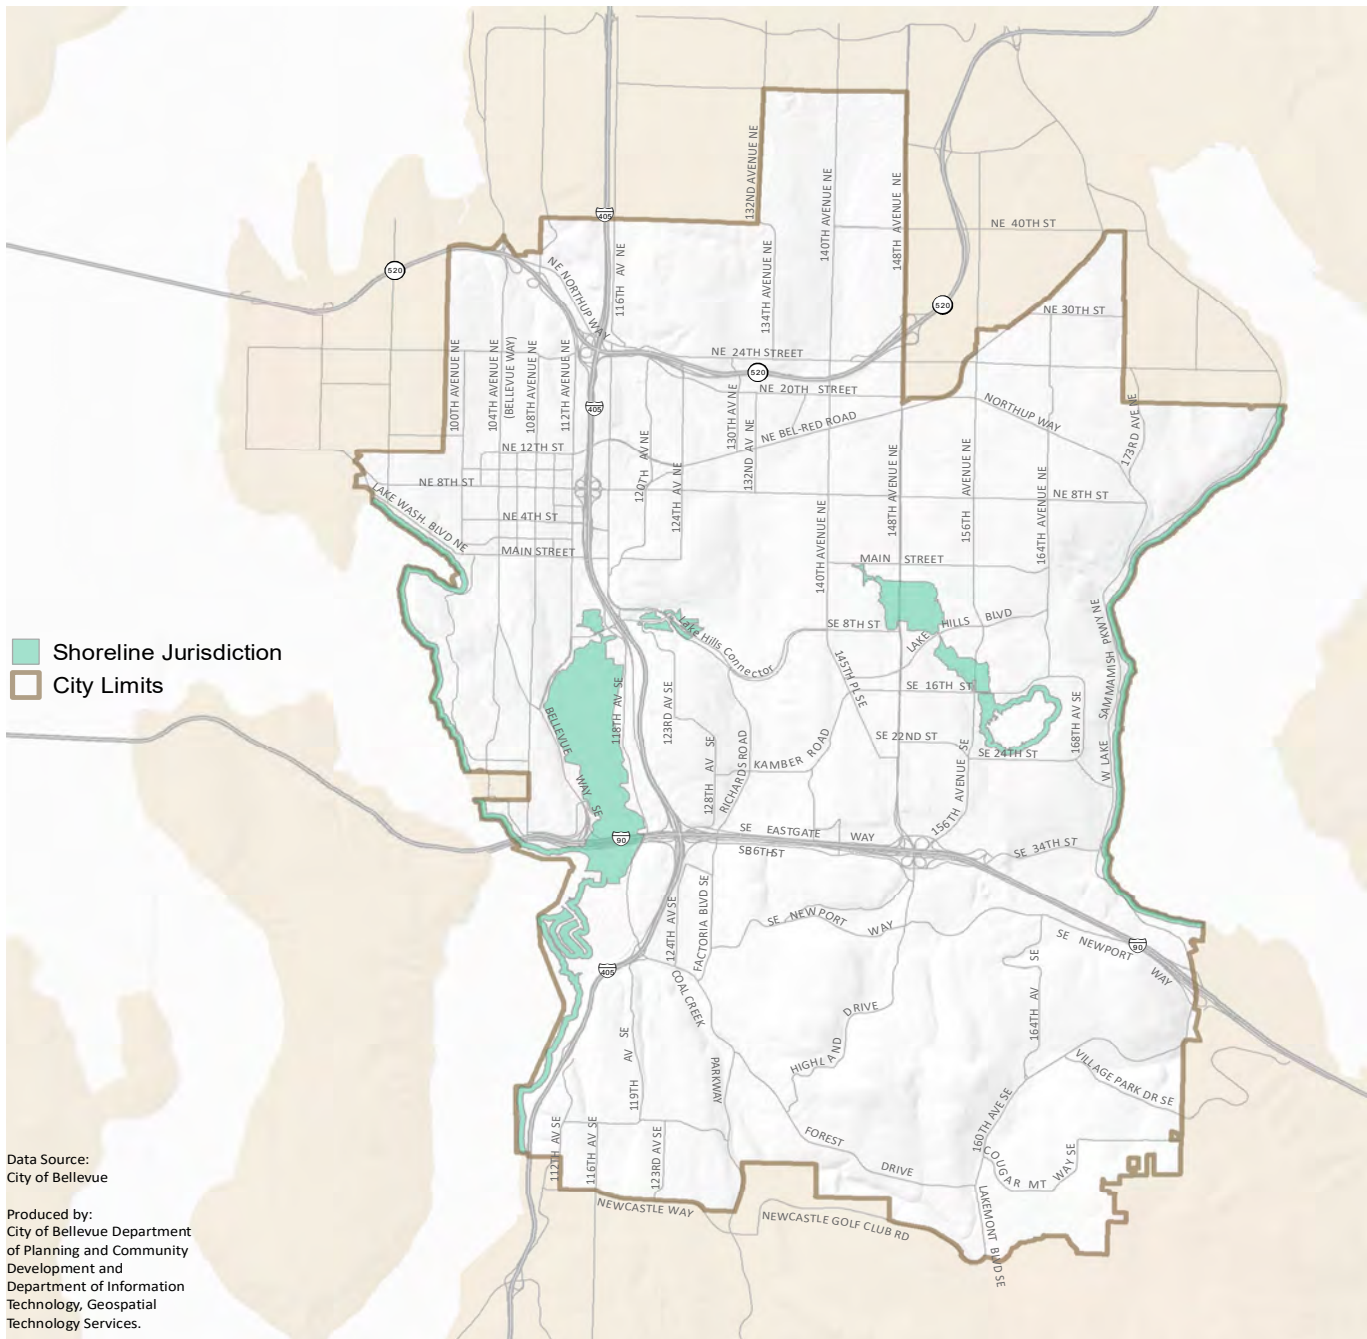 132ND AVENUE NE
140TH AVENUE NE
148TH AVENUE NE
NE 40TH ST
405
520
NE NORTHUP WAY
116TH AV NE
134TH AVENUE NE
520
NE 30TH ST
100TH AVENUE NE
104TH AVENUE NE
(BELLEVUE WAY)
108TH AVENUE NE
112TH AVENUE NE
NE 24TH STREET
520
NE 20TH STREET
405
130TH AV NE
132ND AV NE
NE BEL-RED ROAD
NORTHUP WAY
173RD AVE NE
NE 12TH ST
120TH AV NE
124TH AV NE
148TH AVENUE NE
156TH AVENUE NE
164TH AVENUE NE
NE 8TH ST
NE 8TH ST
LAKE WASH. BLVD NE
NE 4TH ST
140TH AVENUE NE
MAIN STREET
MAIN STREET
Lake Hills Connector
SE 8TH ST
LAKE HILLS BLVD
W LAKE SAMMAMISH PKWY NE
Shoreline Jurisdiction
City Limits
145TH PL SE
SE 16TH ST
BELLEVUE WAY SE
118TH AV SE
123RD AV SE
128TH AV SE
RICHARDS ROAD
KAMBER ROAD
SE 22ND ST
156TH AVENUE SE
SE 24TH ST
168TH AV SE
90
SE EASTGATE WAY
SB6TH ST
SE 34TH ST
124TH AV SE
FACTORIA BLVD SE
SE NEWPORT WAY
SE NEWPORT WAY
90
405
COAL CREEK PARKWAY
164TH AV SE
HIGHLAND DRIVE
119TH AV SE
VILLAGE PARK DR SE
160TH AVE SE
112TH AV SE
116TH AV SE
123RD AV SE
FOREST DRIVE
COUGAR MT WAY SE
LAKEMONT BLVD SE
NEWCASTLE WAY
NEWCASTLE GOLF CLUB RD
Data Source:
City of Bellevue
Produced by:
City of Bellevue Department
of Planning and Community
Development and
Department of Information
Technology, Geospatial
Technology Services.